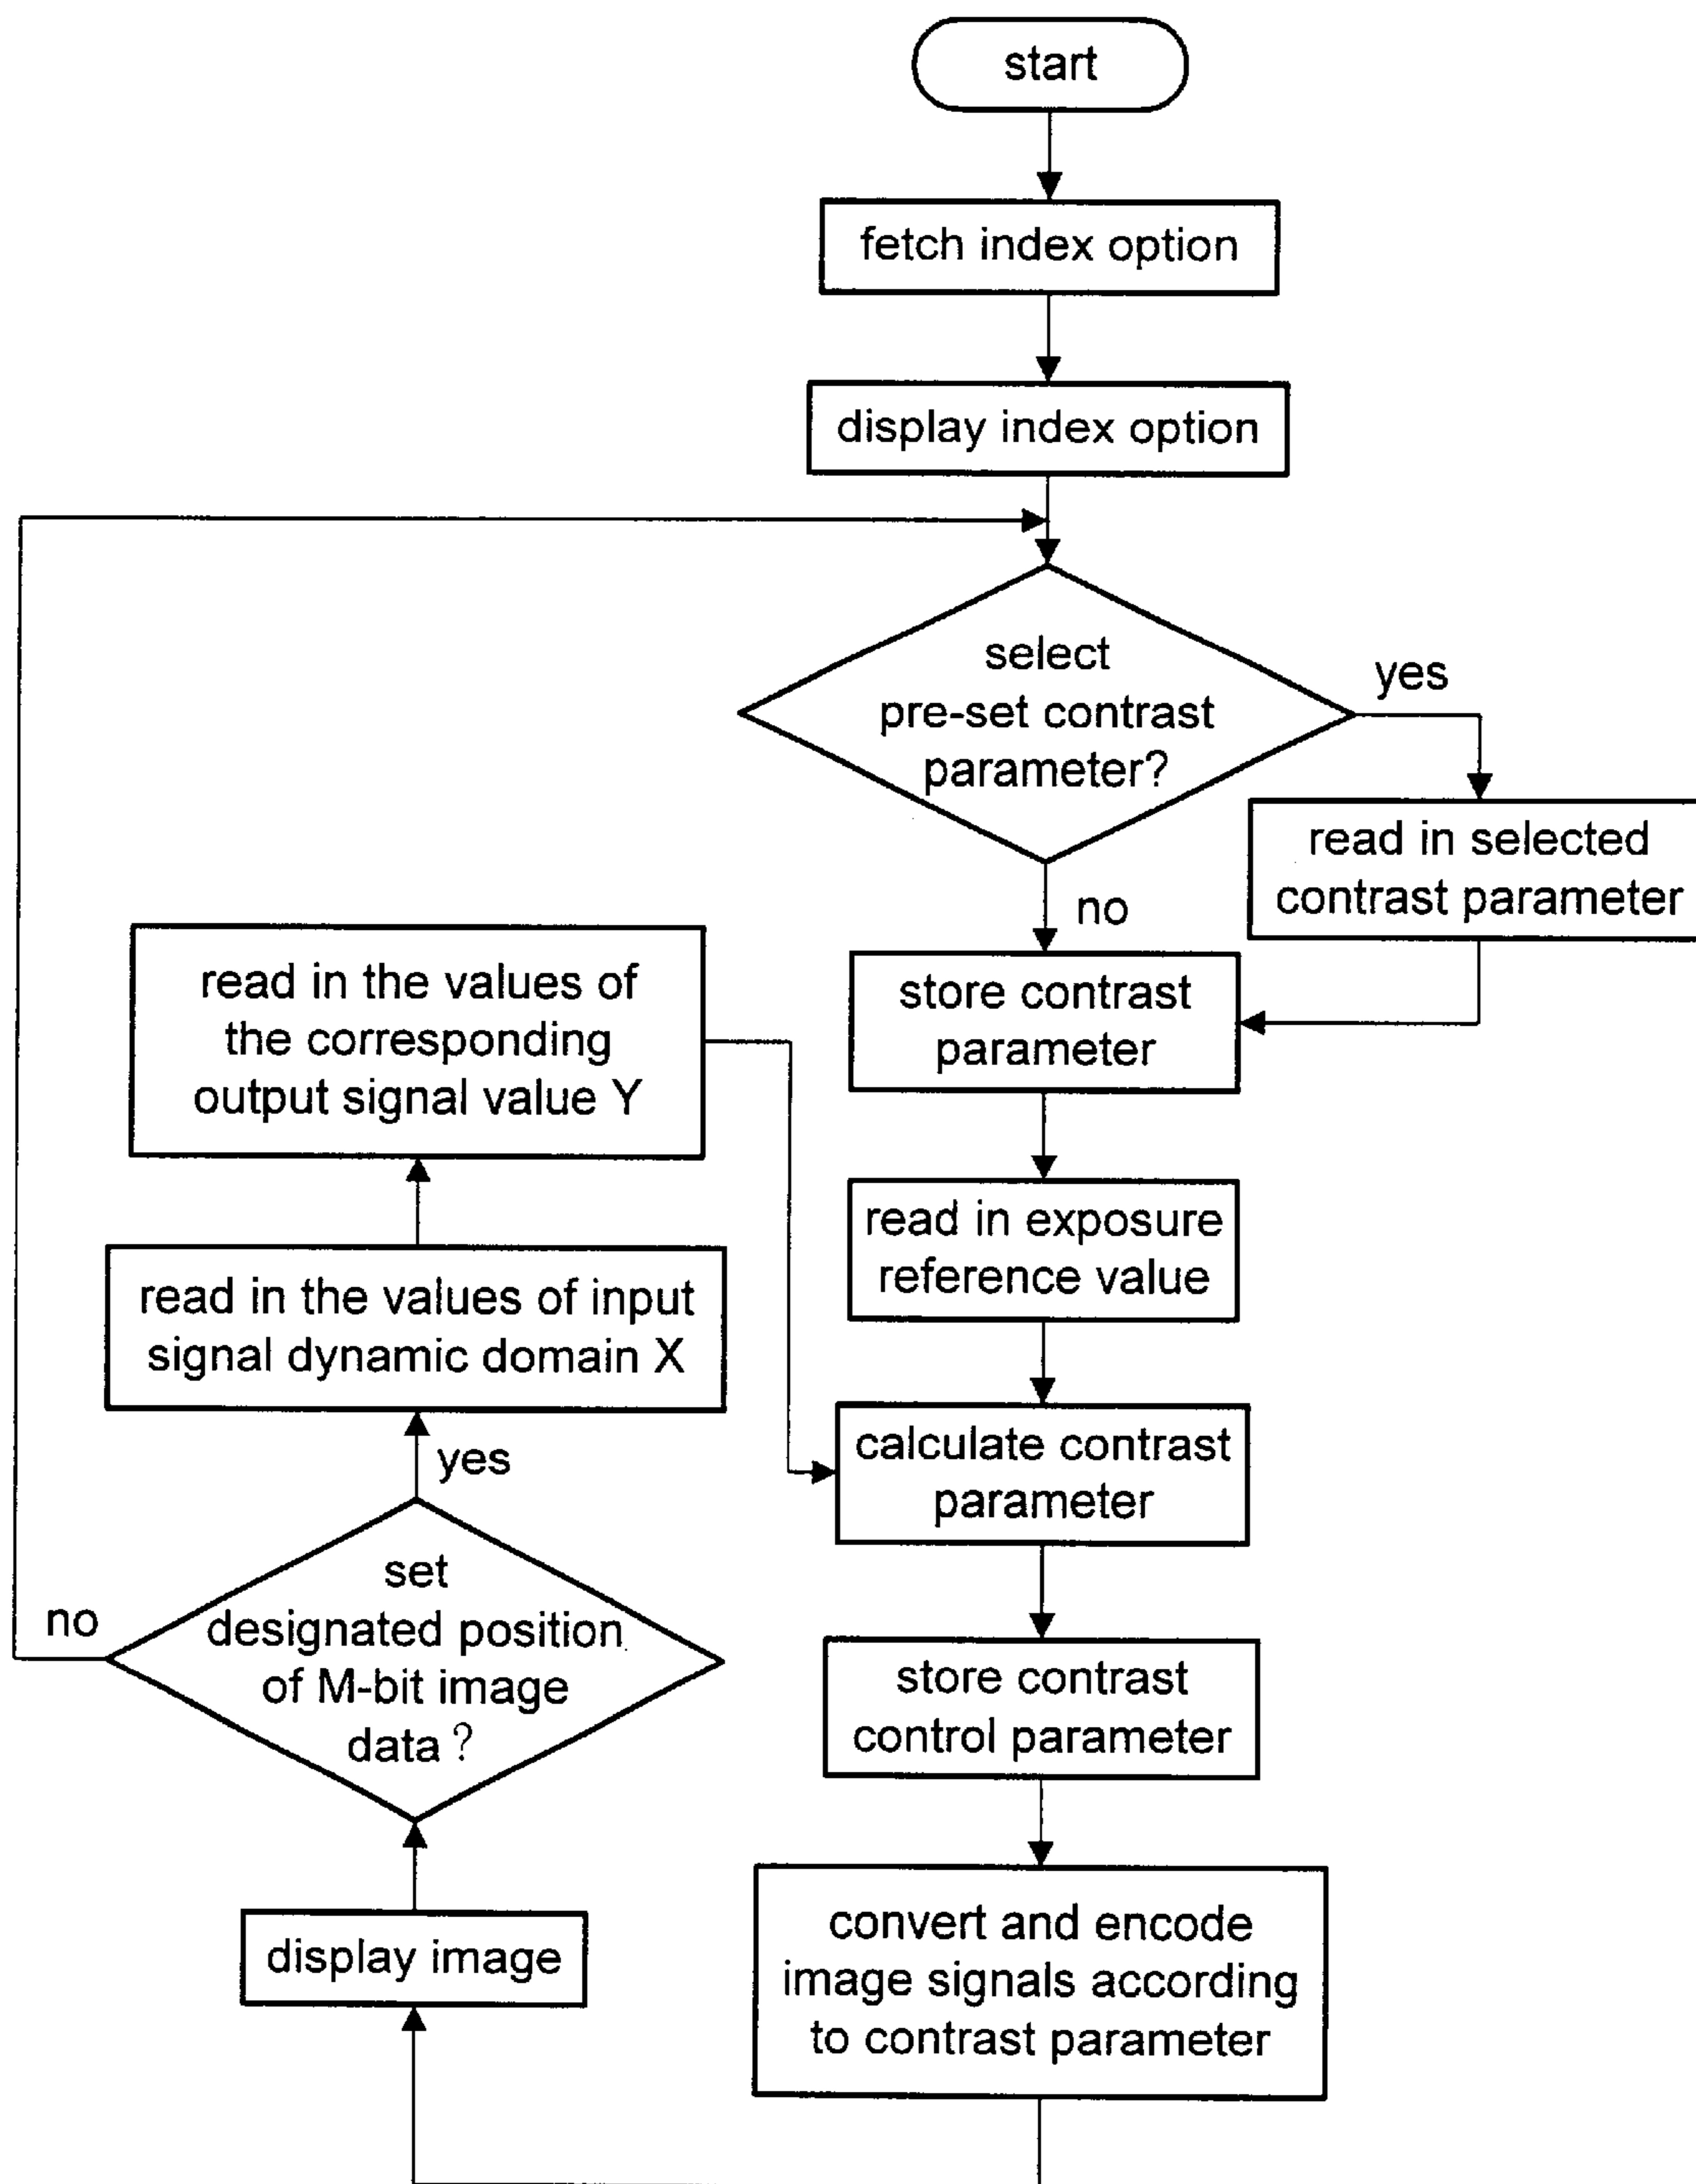 start
fetch index option
display index option
select
pre-set contrast
parameter?
yes
read in selected
contrast parameter
no
store contrast
parameter
read in the values of
the corresponding
output signal value Y
read in exposure
reference value
read in the values of input
signal dynamic domain X
calculate contrast
parameter
yes
set
designated position
of M-bit image
data?
no
store contrast
control parameter
display image
convert and encode
image signals according
to contrast parameter